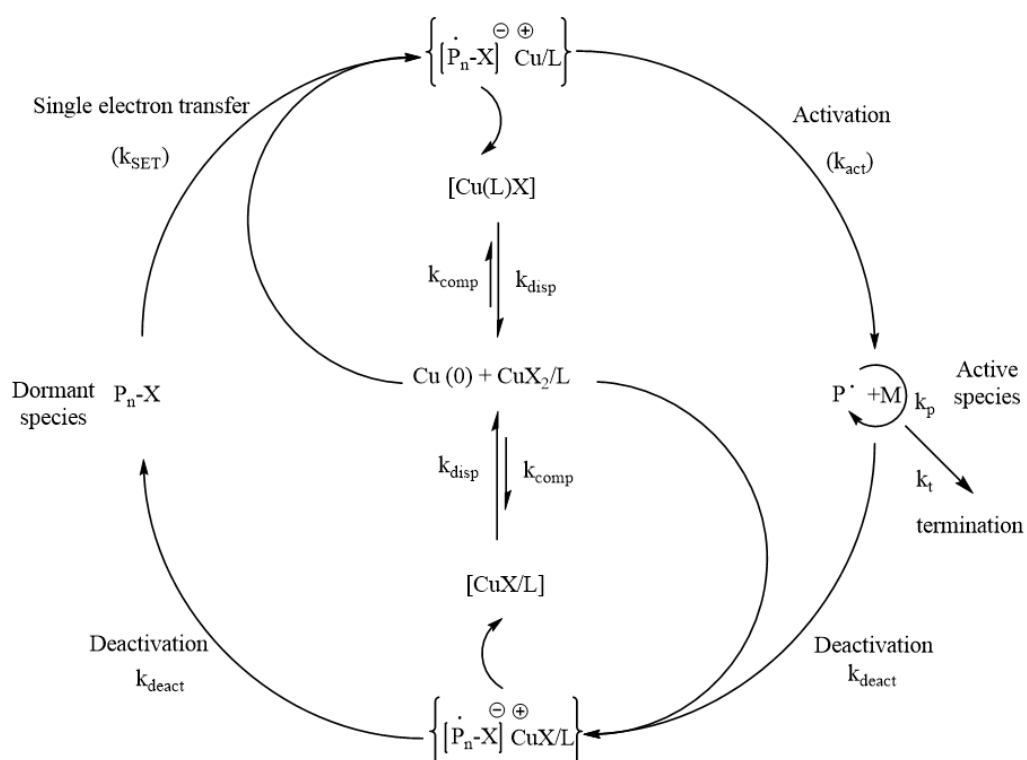 {[Ṗₙ-X]⊖ ⊕Cu/L}
Single electron transfer
(kSET)
Activation
(kact)
[Cu(L)X]
kcomp
kdisp
Cu (0) + CuX₂/L
Dormant
species
Pₙ-X
P˙ +M
kp
Active
species
kt
termination
kdisp
kcomp
[CuX/L]
Deactivation
kdeact
Deactivation
kdeact
{[Ṗₙ-X]⊖ ⊕CuX/L}